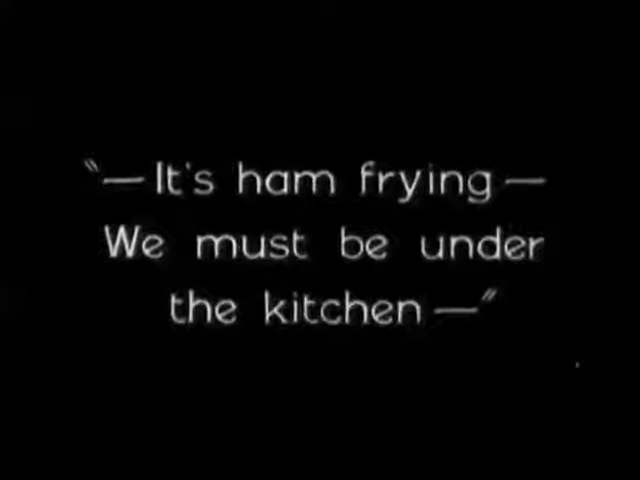 "—It's ham frying—
We must be under
the kitchen—"